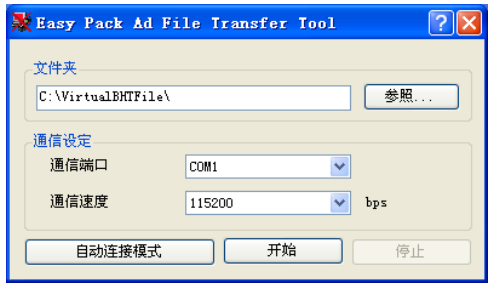 Easy Pack Ad File Transfer Tool
文件夹
C:\VirtualBHTFile\
参照...
通信设定
通信端口
COM1
通信速度
115200
bps
自动连接模式
开始
停止